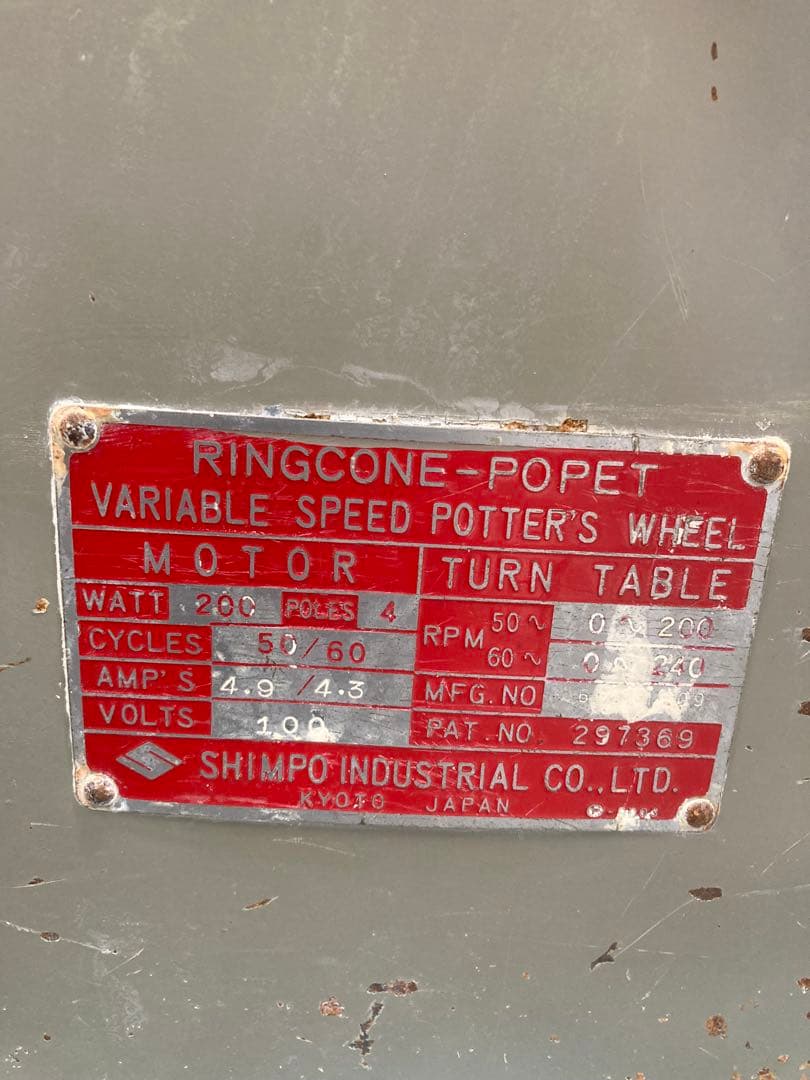 RINGCONE-POPET
VARIABLE SPEED POTTER'S WHEEL
MOTOR
WATT 200 POLES 4
CYCLES 50/60
AMP'S 4.9/4.3
VOLTS 100
TURN TABLE
RPM 50~ 0~200
60~ 0~240
MFG.NO
PAT.NO 297369
SHIMPO INDUSTRIAL CO.,LTD.
KYOTO JAPAN